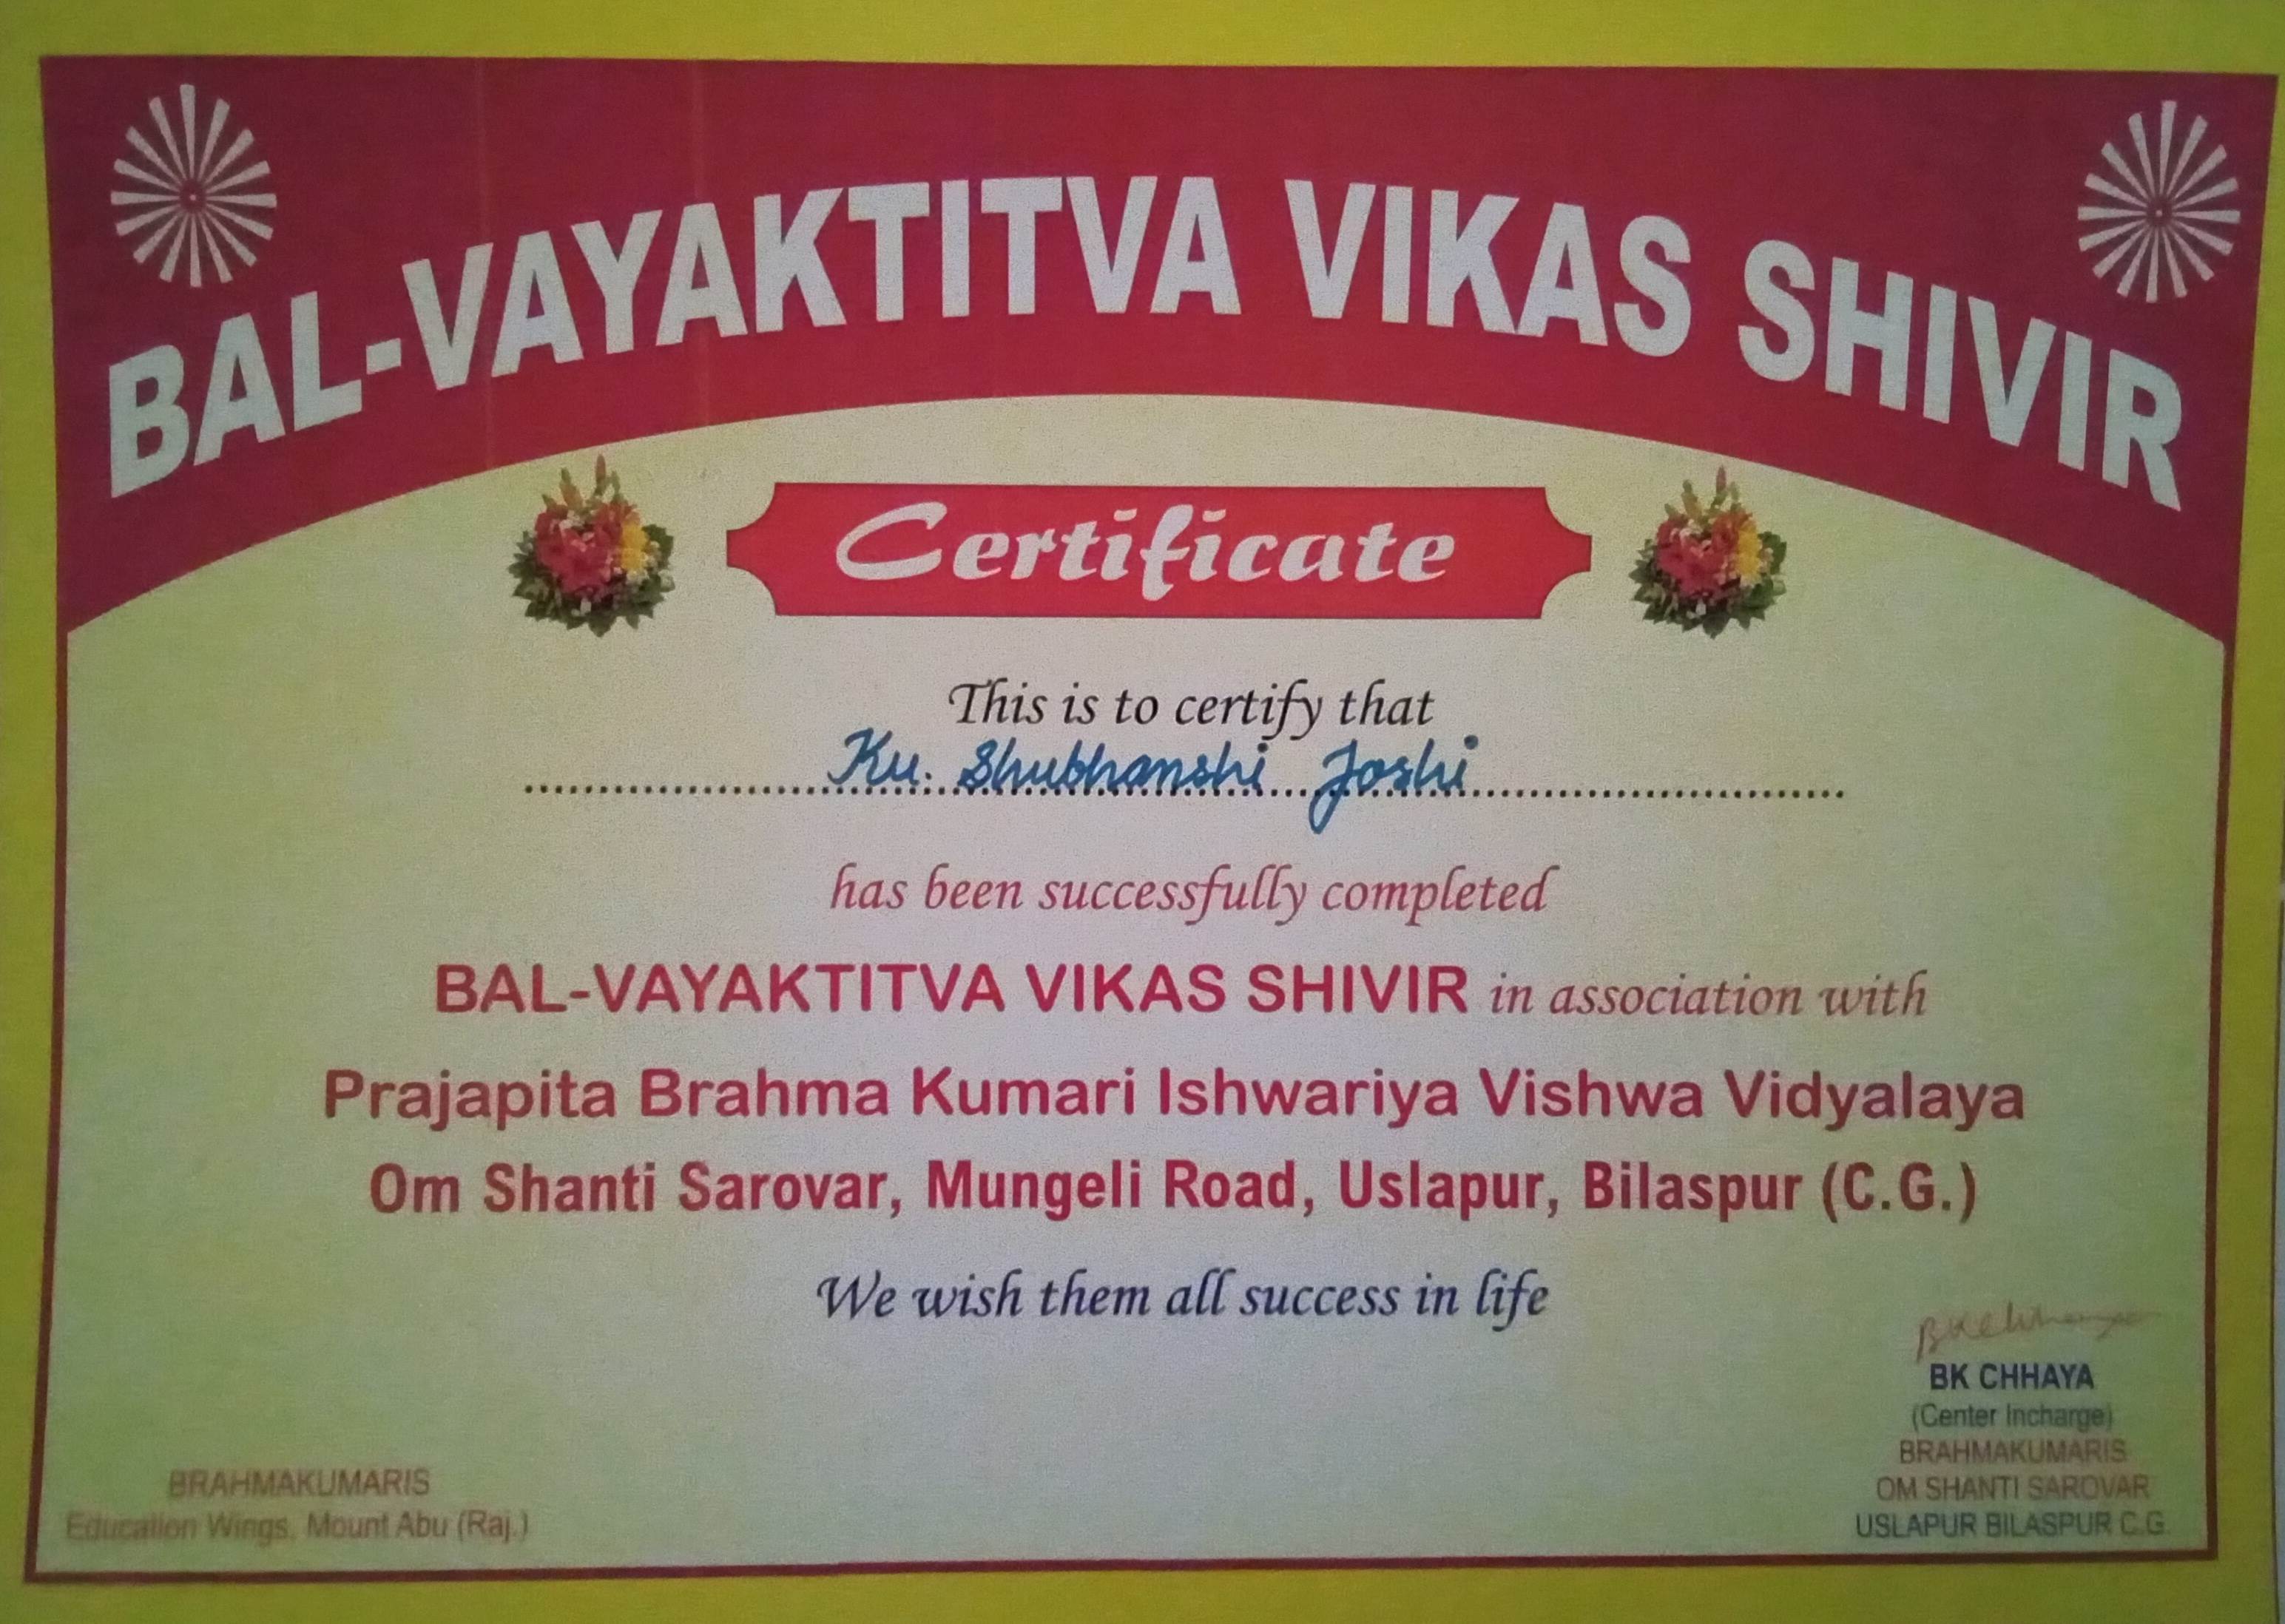 BAL-VAYAKTITVA VIKAS SHIVIR
Certificate
This is to certify that
Ku. Shubhanshi Joshi
has been successfully completed
BAL-VAYAKTITVA VIKAS SHIVIR in association with
Prajapita Brahma Kumari Ishwariya Vishwa Vidyalaya
Om Shanti Sarovar, Mungeli Road, Uslapur, Bilaspur (C.G.)
We wish them all success in life
BRAHMAKUMARIS
Education Wings, Mount Abu (Raj.)
BK CHHAYA
(Center Incharge)
BRAHMAKUMARIS
OM SHANTI SAROVAR
USLAPUR BILASPUR C.G